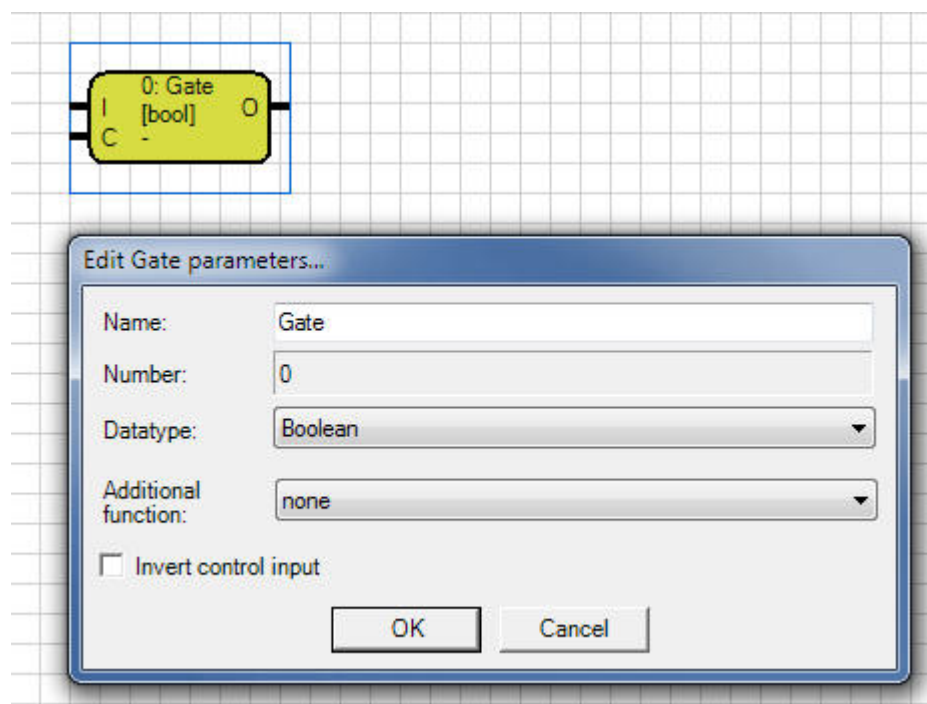 0: Gate
I [bool] O
C -
Edit Gate parameters...
Name: Gate
Number: 0
Datatype: Boolean
Additional
function: none
Invert control input
OK Cancel